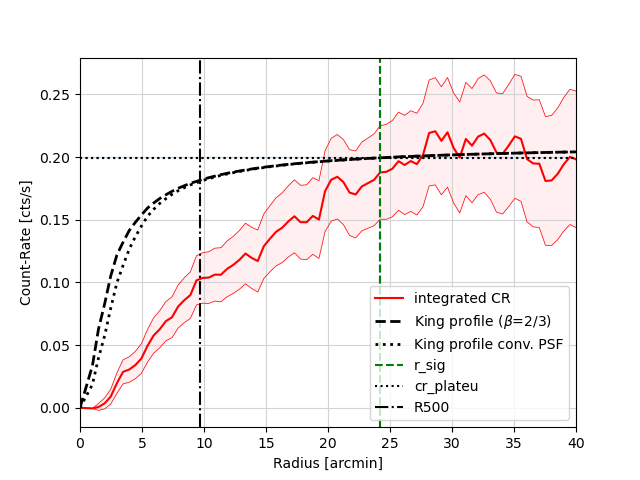 Count-Rate [cts/s]
0.25
0.20
0.15
0.10
0.05
0.00
integrated CR
King profile (β=2/3)
King profile conv. PSF
r_sig
cr_plateu
R500
0 5 10 15 20 25 30 35 40
Radius [arcmin]